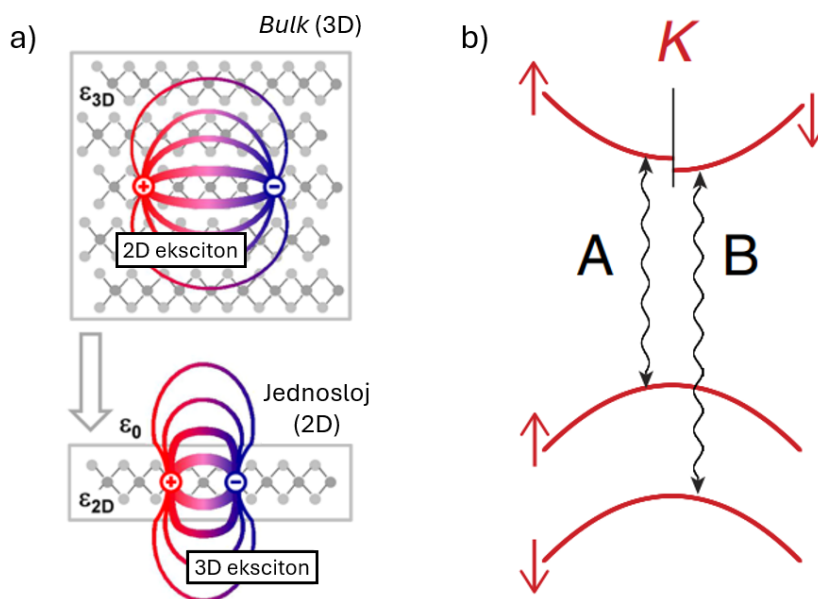 a)
Bulk (3D)
ε3D
+
−
2D eksciton
Jednosloj
(2D)
ε0
ε2D
+
−
3D eksciton
b)
K
A
B